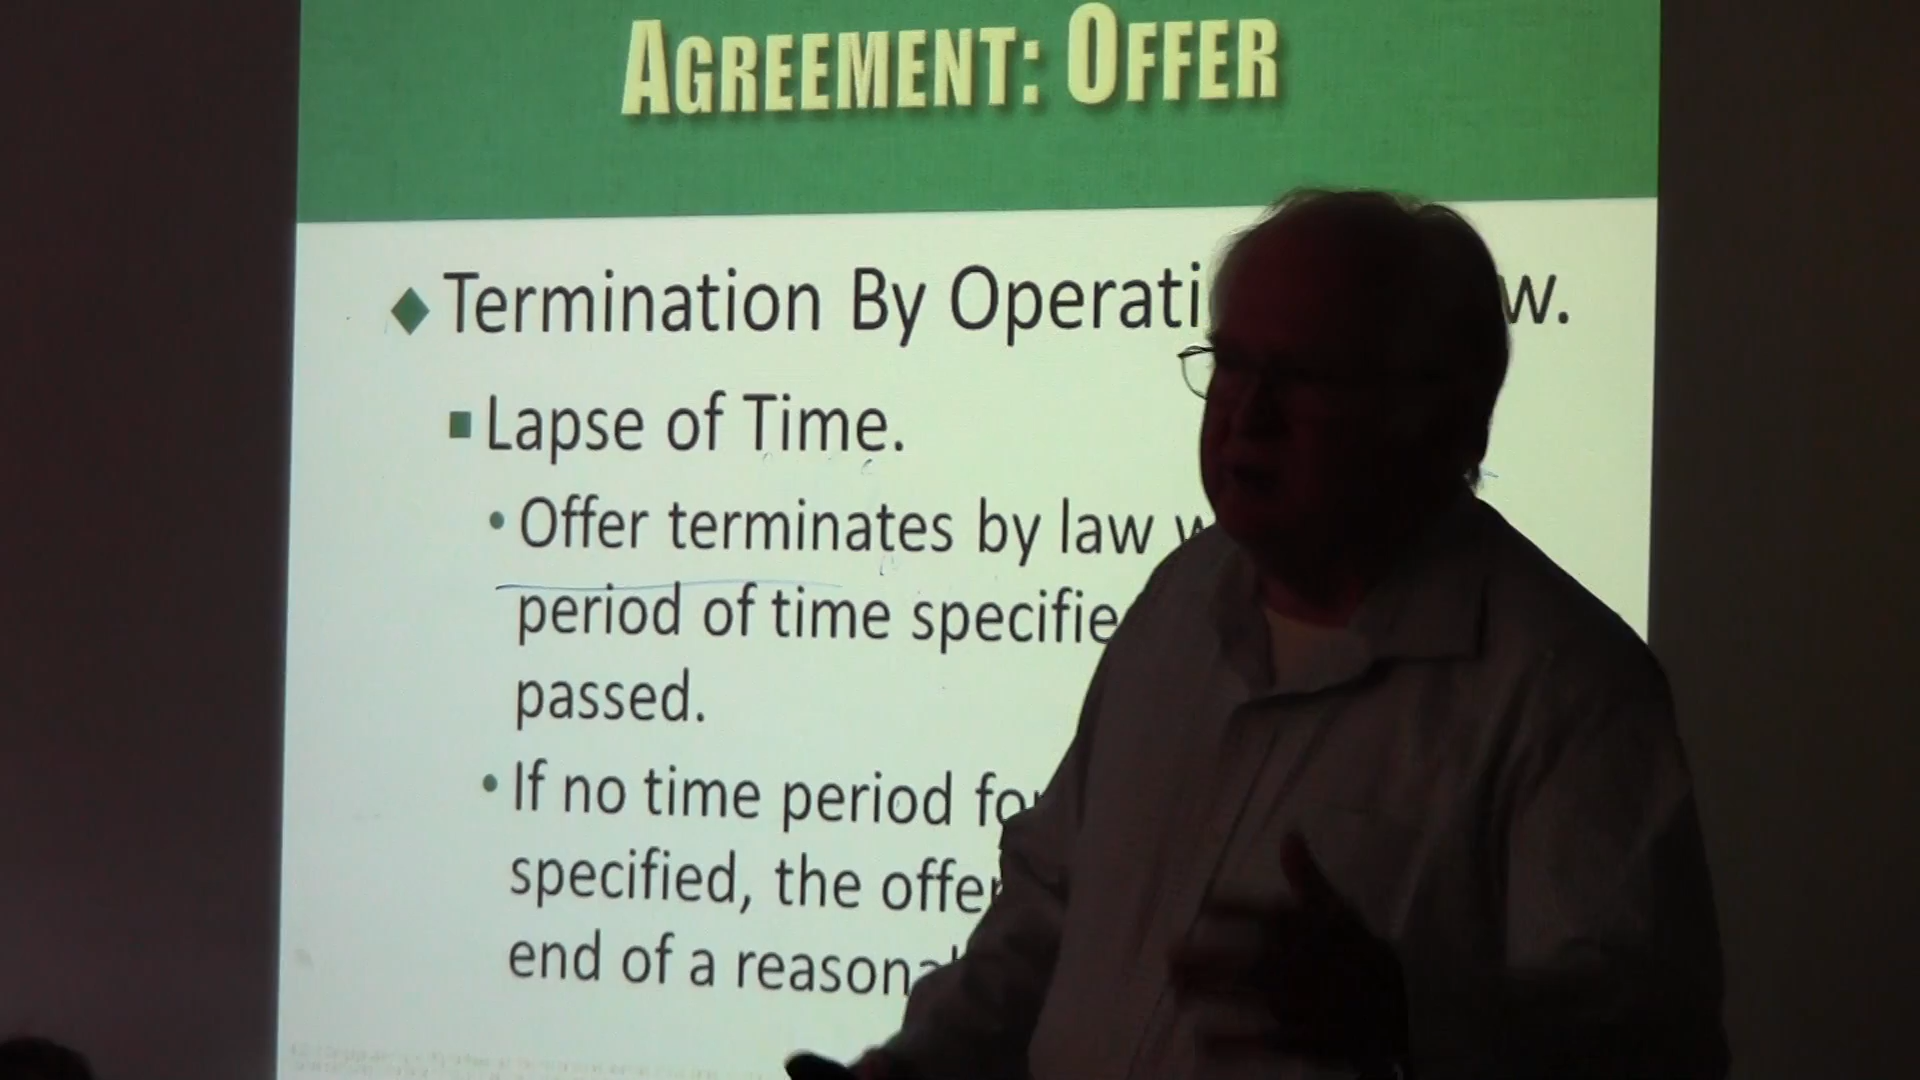 AGREEMENT: OFFER
Termination By Operati w.
Lapse of Time.
Offer terminates by law
period of time specifie
passed.
If no time period fo
specified, the offer
end of a reasona